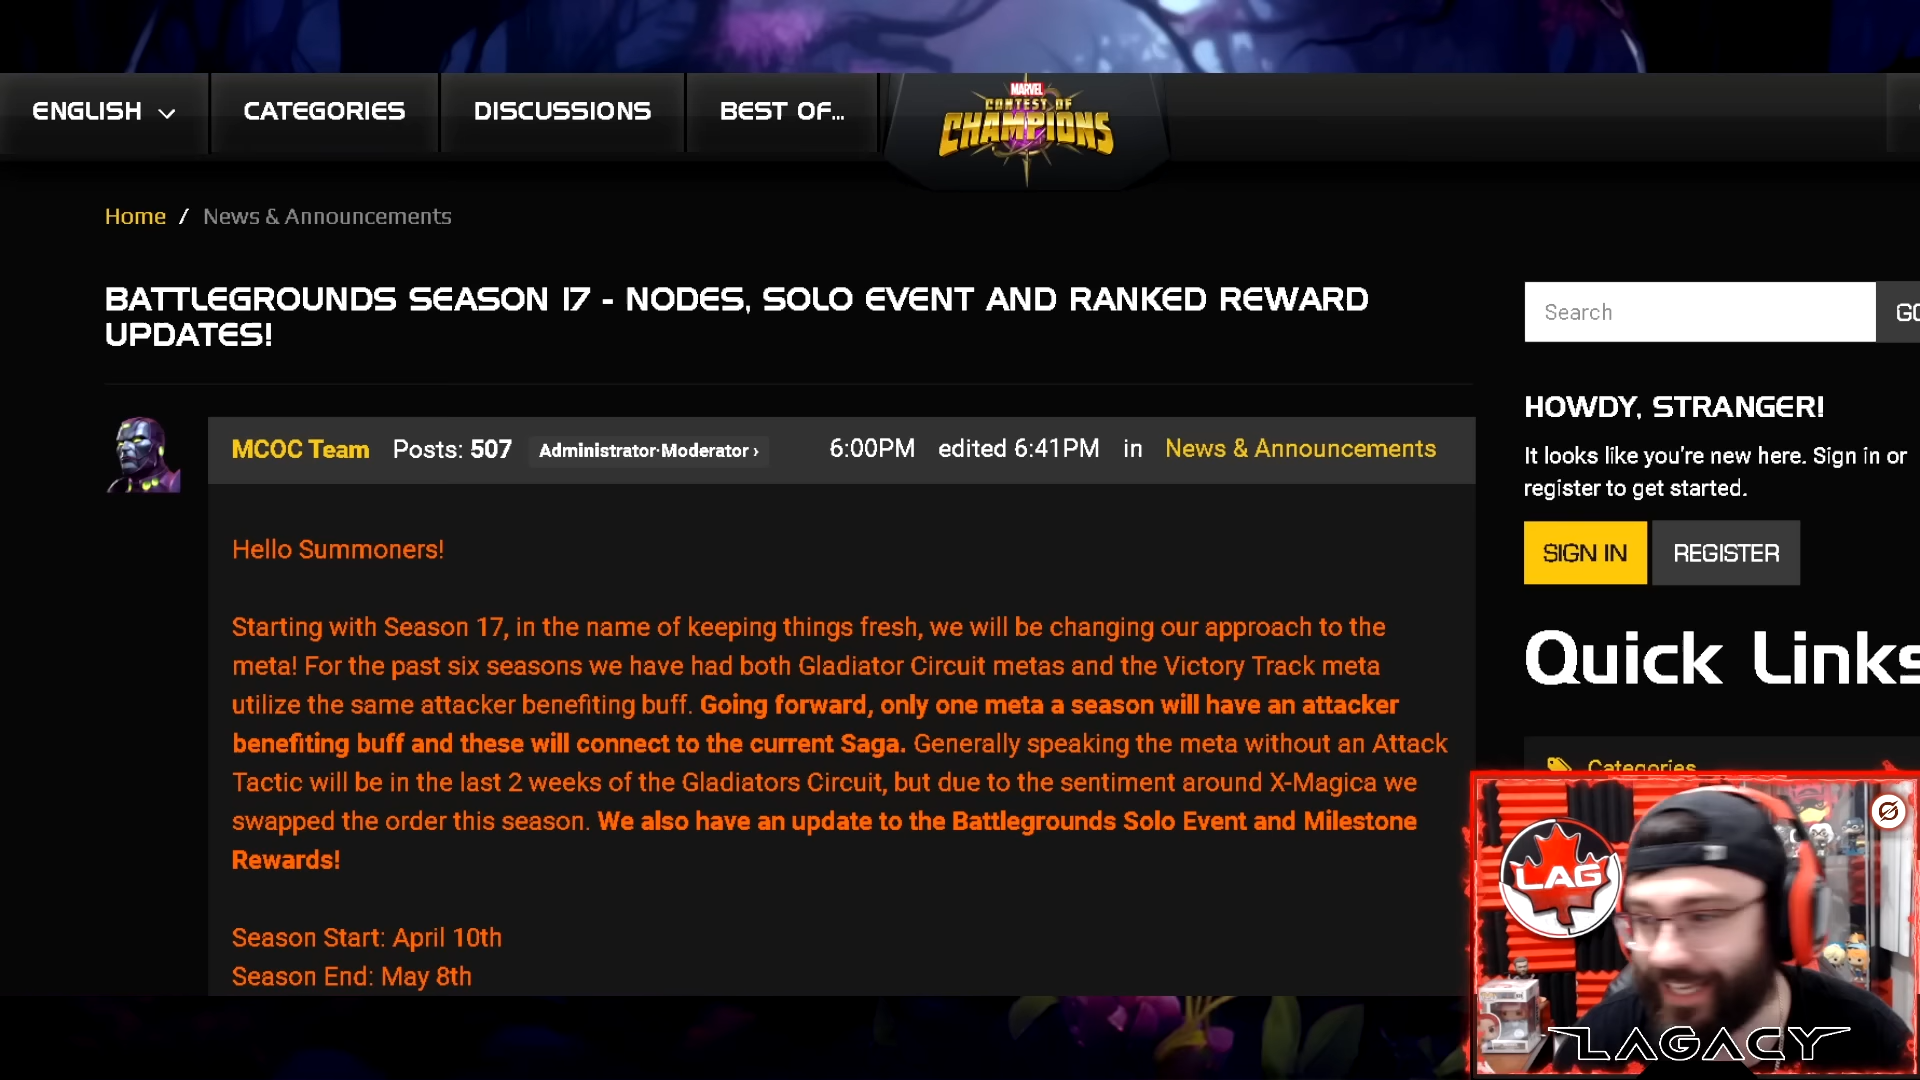 ENGLISH
CATEGORIES
DISCUSSIONS
BEST OF...
MARVEL
CONTEST OF
CHAMPIONS
Home / News & Announcements
BATTLEGROUNDS SEASON 17 - NODES, SOLO EVENT AND RANKED REWARD
UPDATES!
MCOC Team Posts: 507 Administrator·Moderator › 6:00PM edited 6:41PM in News & Announcements
Hello Summoners!
Starting with Season 17, in the name of keeping things fresh, we will be changing our approach to the
meta! For the past six seasons we have had both Gladiator Circuit metas and the Victory Track meta
utilize the same attacker benefiting buff. Going forward, only one meta a season will have an attacker
benefiting buff and these will connect to the current Saga. Generally speaking the meta without an Attack
Tactic will be in the last 2 weeks of the Gladiators Circuit, but due to the sentiment around X-Magica we
swapped the order this season. We also have an update to the Battlegrounds Solo Event and Milestone
Rewards!
Season Start: April 10th
Season End: May 8th
Search
GO
HOWDY, STRANGER!
It looks like you're new here. Sign in or
register to get started.
SIGN IN
REGISTER
Quick Links
Categories
LAG
LAGACY